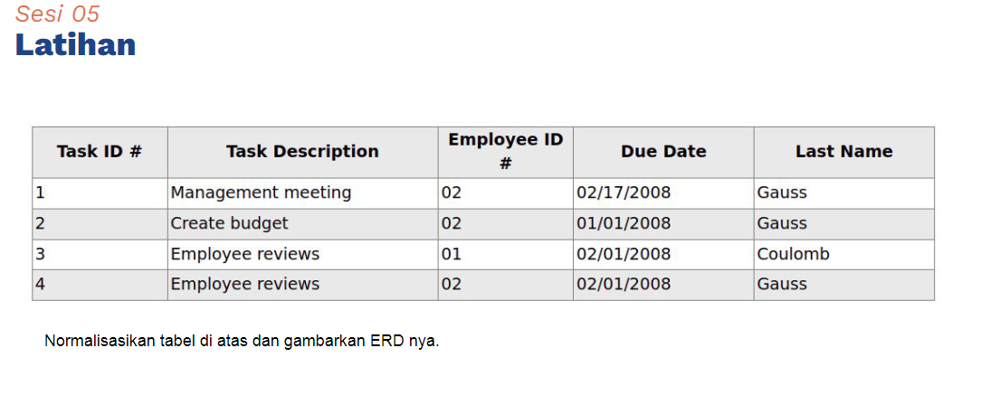 Sesi 05
Latihan
Task ID # Task Description Employee ID # Due Date Last Name
1 Management meeting 02 02/17/2008 Gauss
2 Create budget 02 01/01/2008 Gauss
3 Employee reviews 01 02/01/2008 Coulomb
4 Employee reviews 02 02/01/2008 Gauss
Normalisasikan tabel di atas dan gambarkan ERD nya.